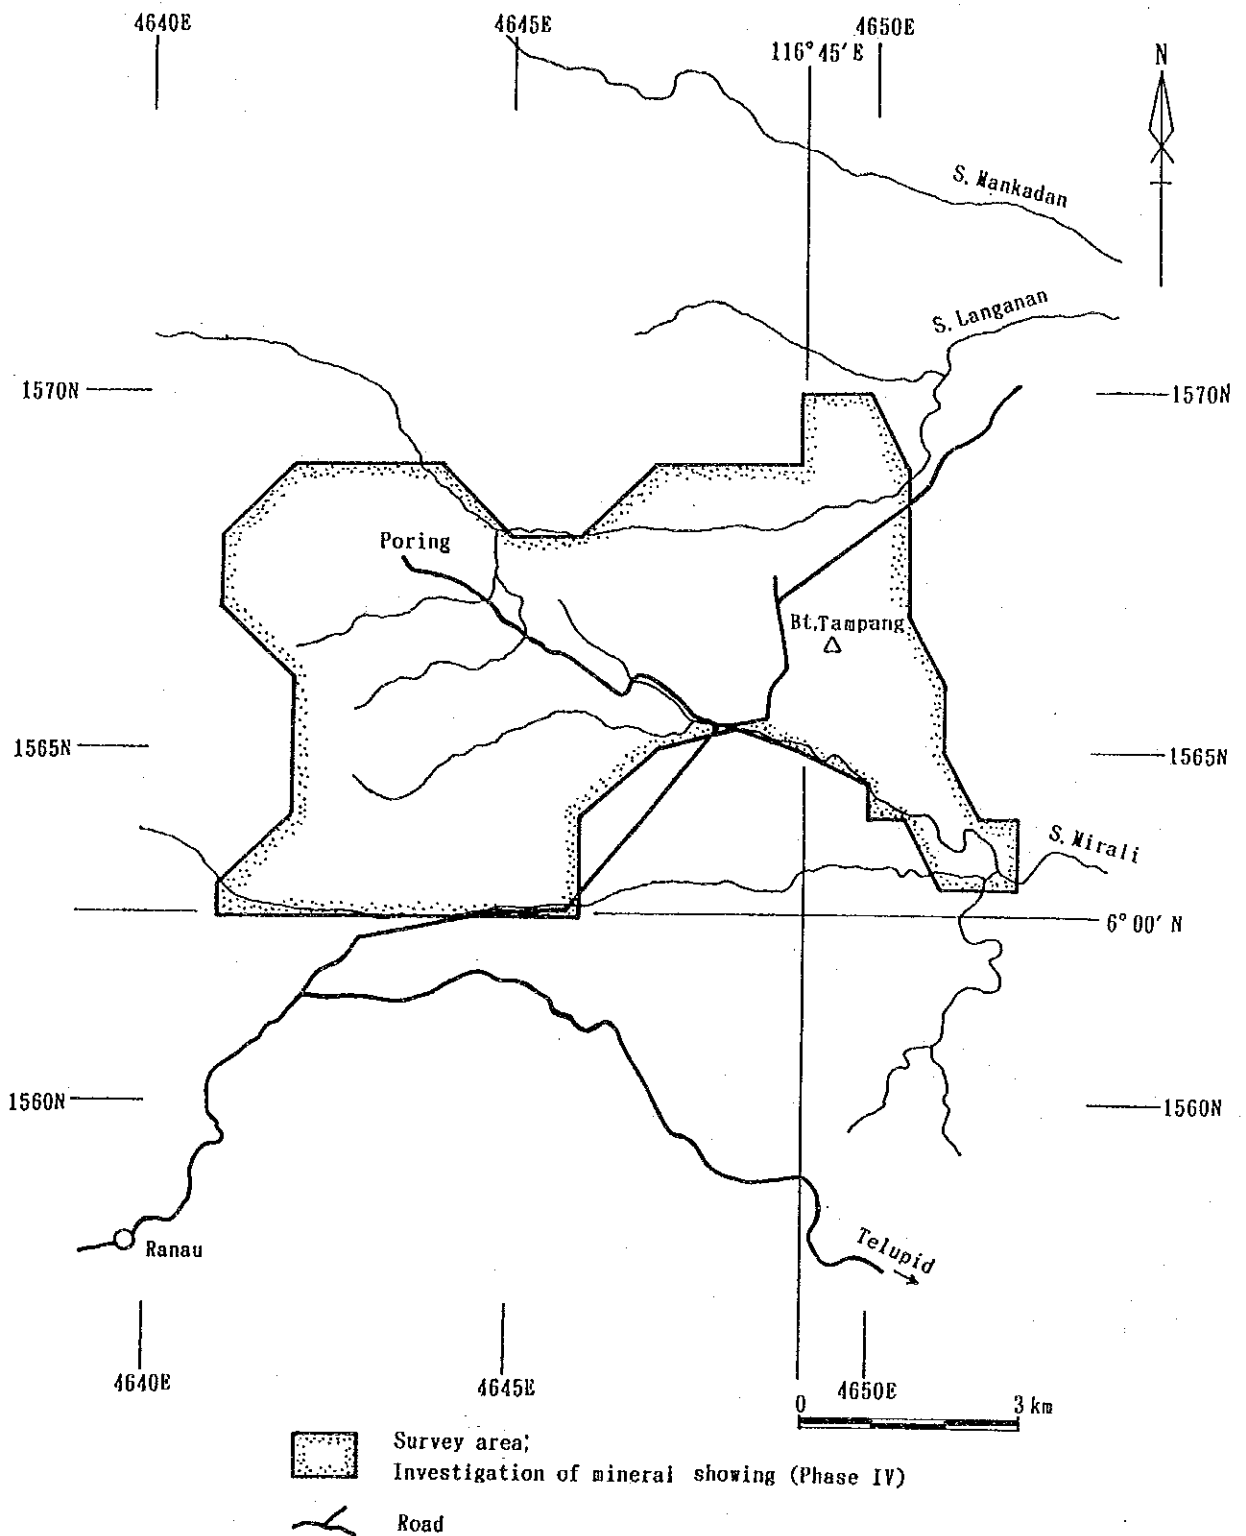 4640E
4645E
4650E
116°45′E
N
S. Mankadan
S. Langanan
1570N
1570N
Poring
Bt. Tampang
1565N
1565N
S. Mirali
6°00′N
1560N
1560N
Ranau
Telupid
4640E
4645E
4650E
0 3 km
Survey area;
Investigation of mineral showing (Phase IV)
Road